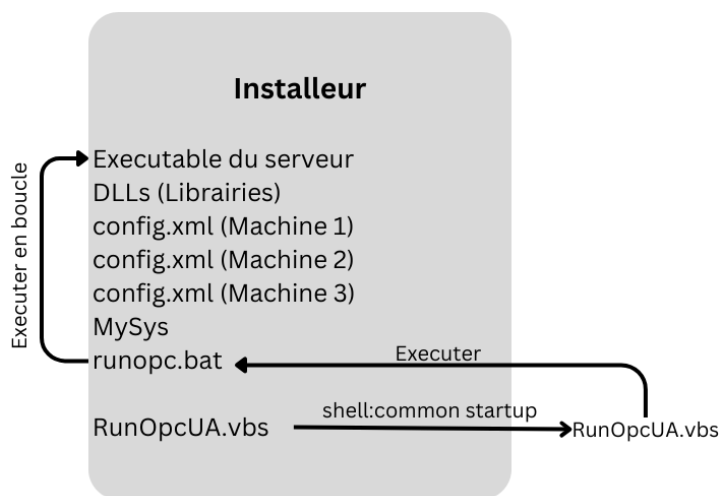 Installeur
Executer en boucle
Executable du serveur
DLLs (Librairies)
config.xml (Machine 1)
config.xml (Machine 2)
config.xml (Machine 3)
MySys
runopc.bat
Executer
RunOpcUA.vbs
shell:common startup
RunOpcUA.vbs